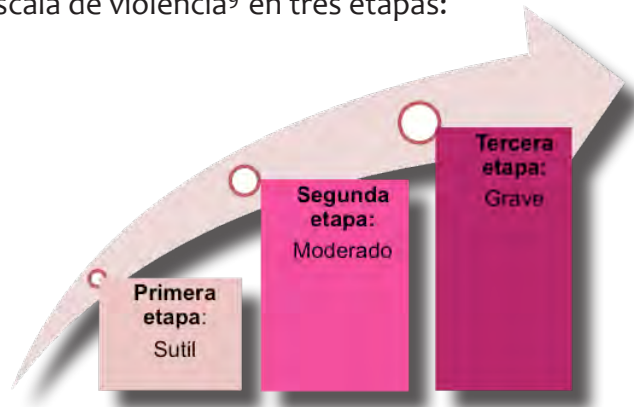 scala de violencia⁹ en tres etapas:
Primera
etapa:
Sutil
Segunda
etapa:
Moderado
Tercera
etapa:
Grave